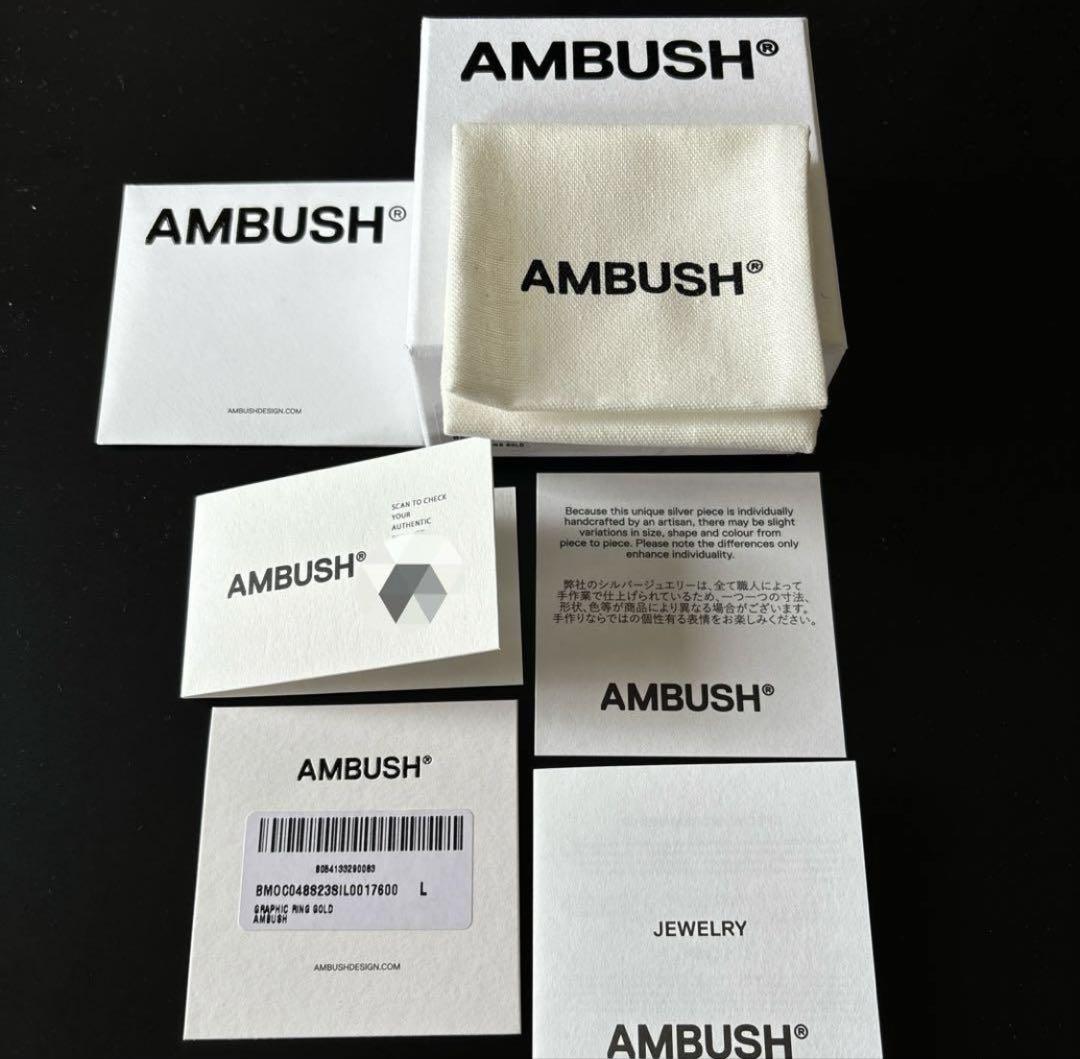 AMBUSH®
AMBUSH®
AMBUSH®
AMBUSHDESIGN.COM
SCAN TO CHECK
YOUR
AUTHENTIC
AMBUSH®
Because this unique silver piece is individually
handcrafted by an artisan, there may be slight
variations in size, shape and colour from
piece to piece. Please note the differences only
enhance individuality.
弊社のシルバージュエリーは、全て職人によって
手作業で仕上げられているため、一つ一つの寸法、
形状、色等が商品により異なる場合がございます。
手作りならではの個性有る表情をお楽しみください。
AMBUSH®
AMBUSH®
8054133290083
BMOC048S23SIL0017600 L
GRAPHIC RING GOLD
AMBUSH
AMBUSHDESIGN.COM
JEWELRY
AMBUSH®